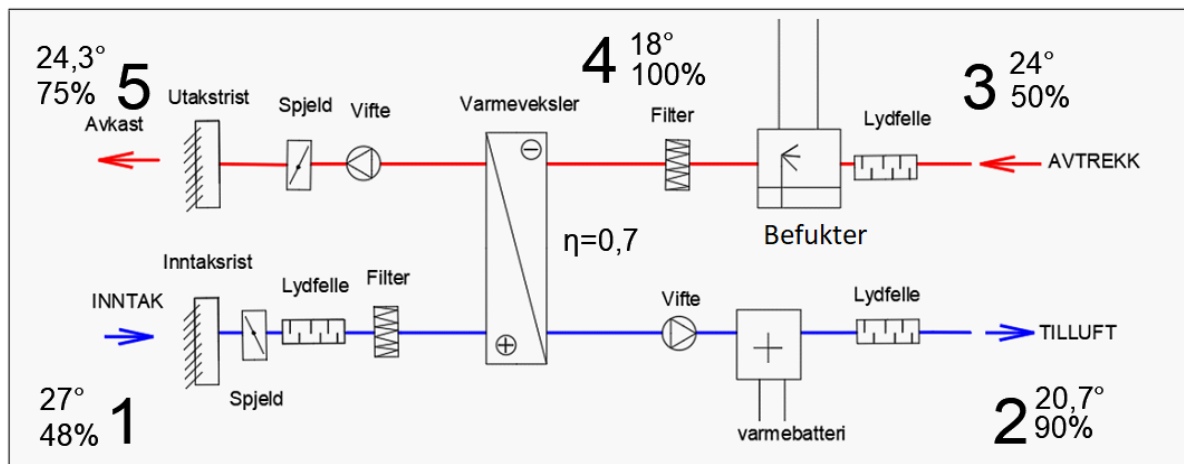 24,3°
75%
5
4
18°
100%
3
24°
50%
Avkast
Utakstrist
Spjeld
Vifte
Varmeveksler
Filter
Lydfelle
AVTREKK
Befukter
η=0,7
INNTAK
Inntaksrist
Spjeld
Lydfelle
Filter
Vifte
varmebatteri
Lydfelle
TILLUFT
27°
48%
1
2
20,7°
90%